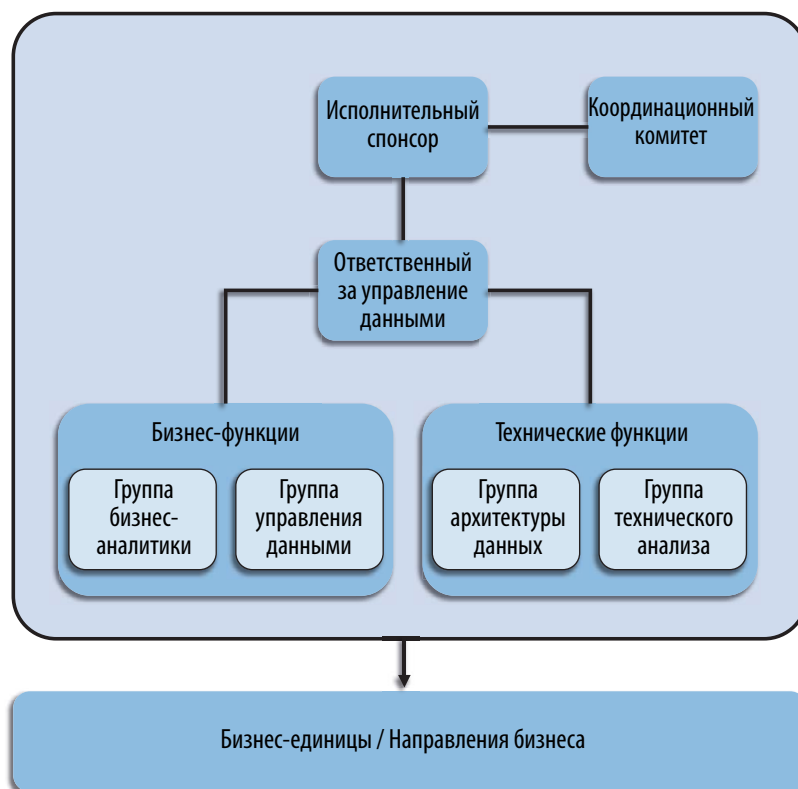 Исполнительный
спонсор
Координационный
комитет
Ответственный
за управление
данными
Бизнес-функции
Группа
бизнес-
аналитики
Группа
управления
данными
Технические функции
Группа
архитектуры
данных
Группа
технического
анализа
Бизнес-единицы / Направления бизнеса